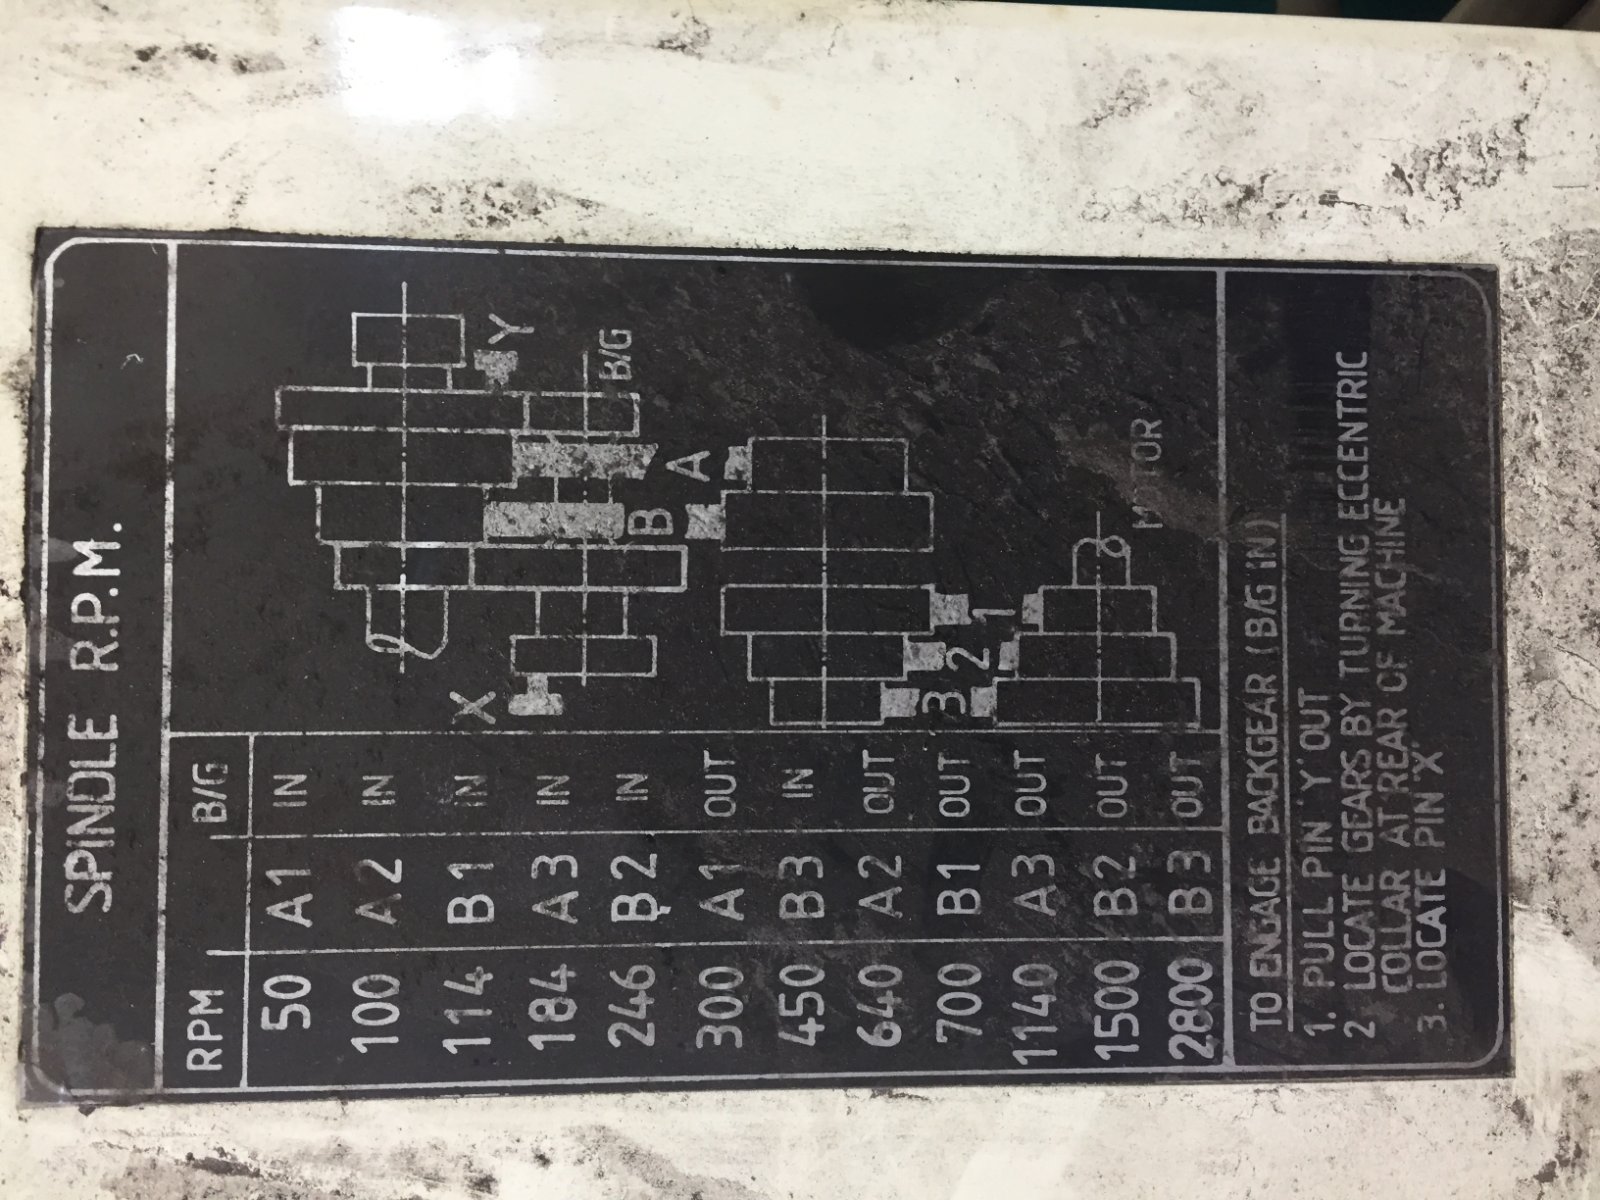 SPINDLE R.P.M.
RPM B/G
50 A1 IN
100 A2 IN
114 B1 IN
184 A3 IN
246 B2 IN
300 A1 OUT
450 B3 IN
640 A2 OUT
700 B1 OUT
1140 A3 OUT
1500 B2 OUT
2800 B3 OUT
X
Y
B/G
B A
3 2 1
MOTOR
TO ENGAGE BACKGEAR (B/G IN)
1. PULL PIN 'Y' OUT
2 LOCATE GEARS BY TURNING ECCENTRIC
COLLAR AT REAR OF MACHINE
3. LOCATE PIN 'X'